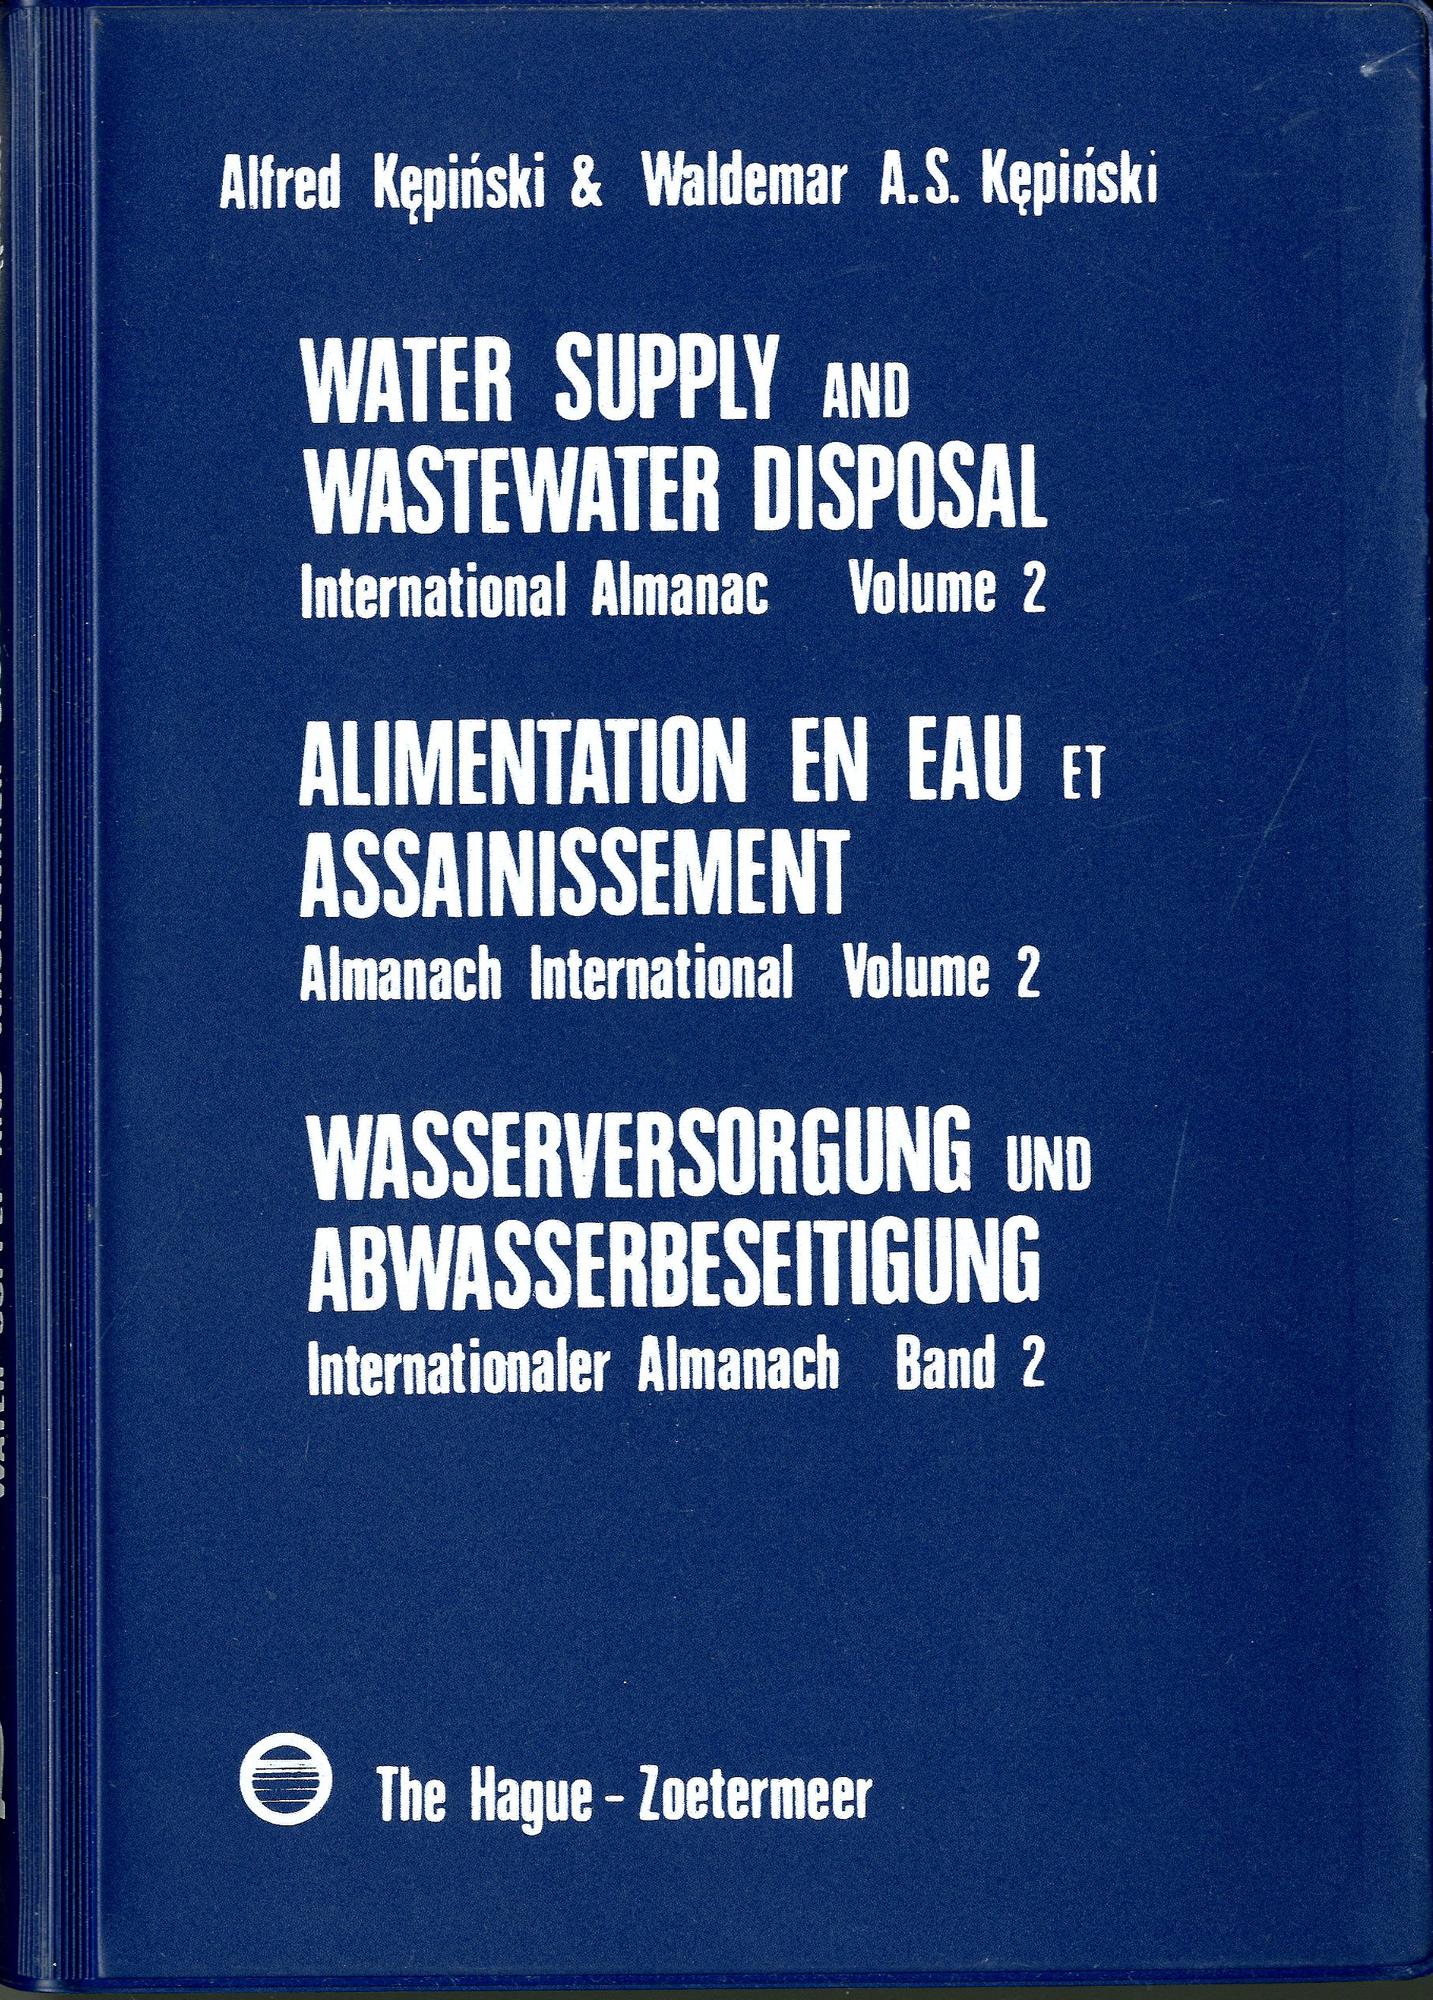 Alfred Kępiński & Waldemar A.S. Kępiński
WATER SUPPLY AND
WASTEWATER DISPOSAL
International Almanac Volume 2
ALIMENTATION EN EAU ET
ASSAINISSEMENT
Almanach International Volume 2
WASSERVERSORGUNG UND
ABWASSERBESEITIGUNG
Internationaler Almanach Band 2
The Hague - Zoetermeer